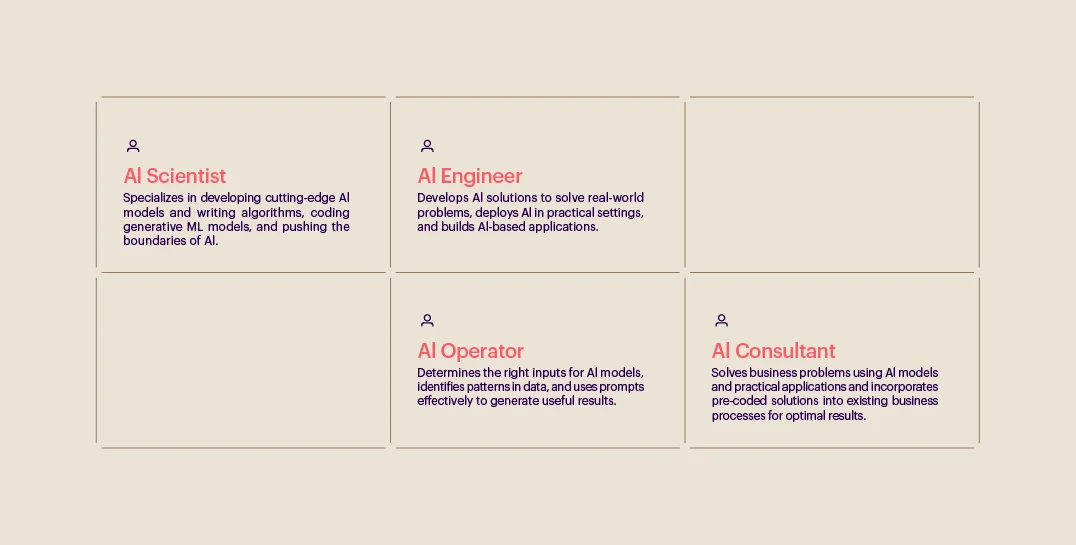 AI Scientist
Specializes in developing cutting-edge AI
models and writing algorithms, coding
generative ML models, and pushing the
boundaries of AI.
AI Engineer
Develops AI solutions to solve real-world
problems, deploys AI in practical settings,
and builds AI-based applications.
AI Operator
Determines the right inputs for AI models,
identifies patterns in data, and uses prompts
effectively to generate useful results.
AI Consultant
Solves business problems using AI models
and practical applications and incorporates
pre-coded solutions into existing business
processes for optimal results.